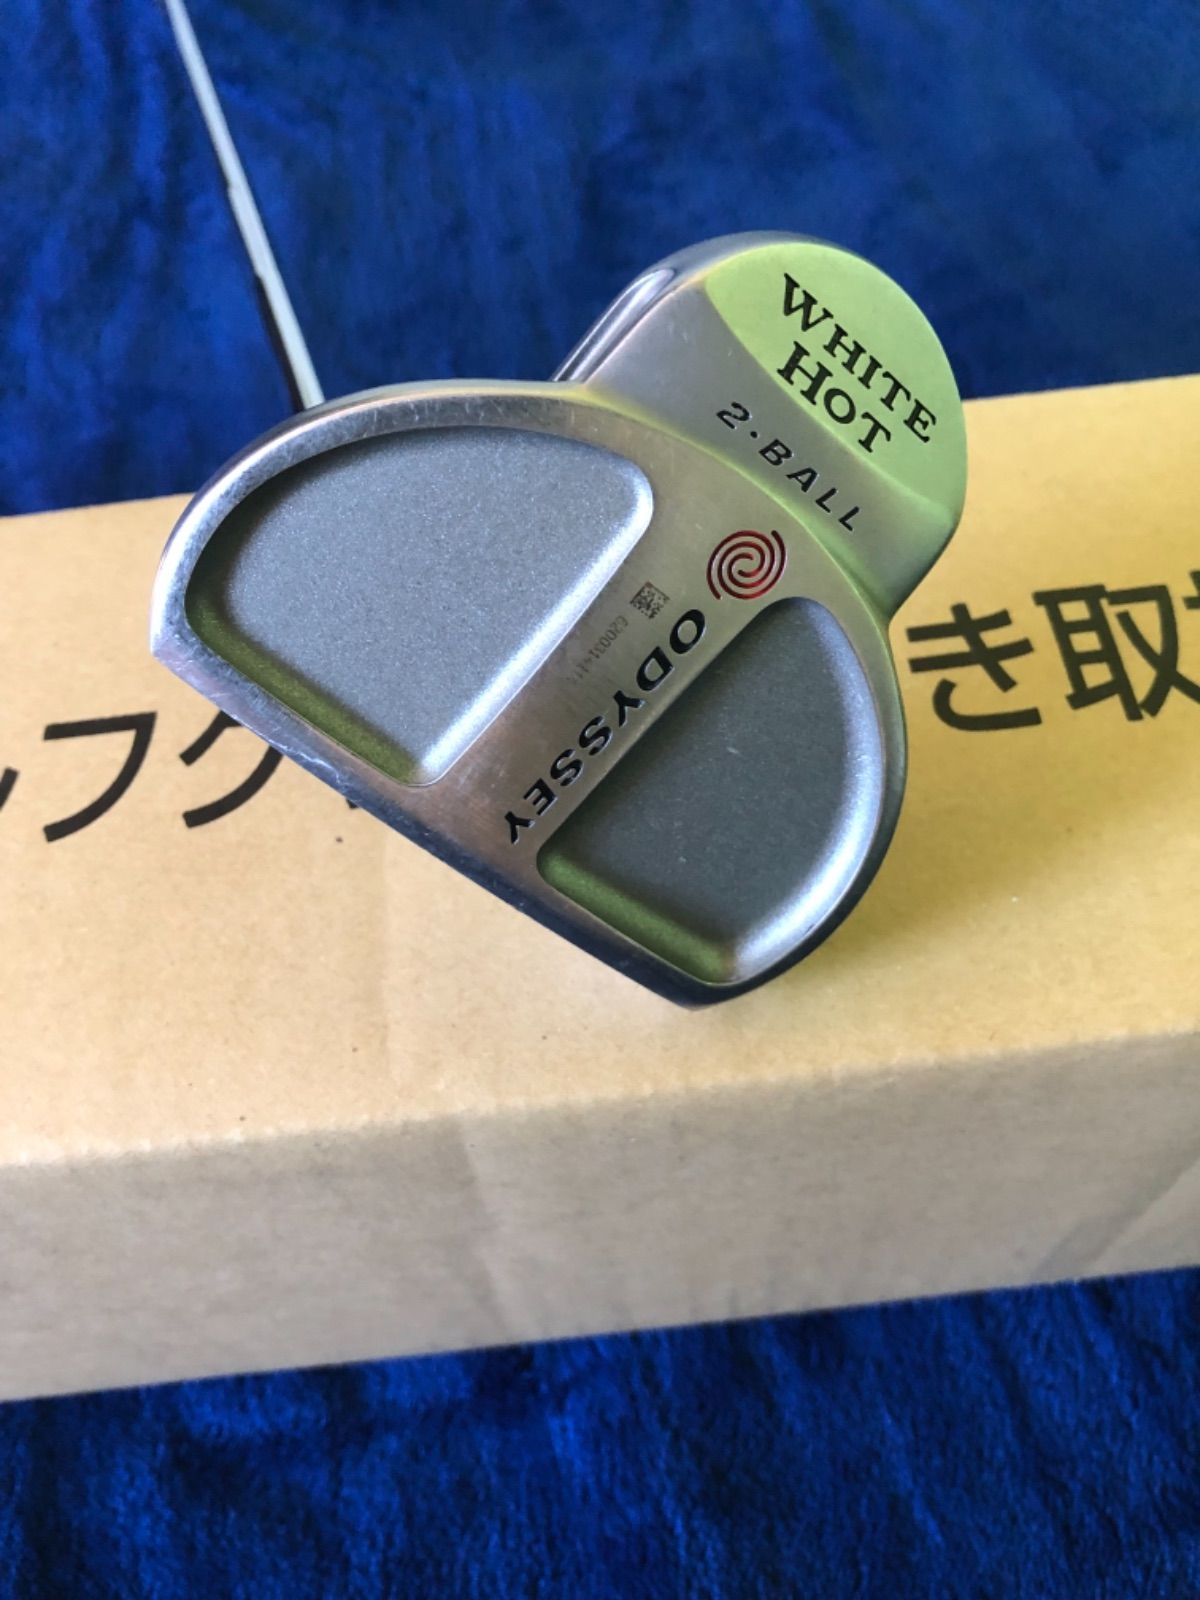 WHITE
HOT
2·BALL
ODYSSEY
き取
フク